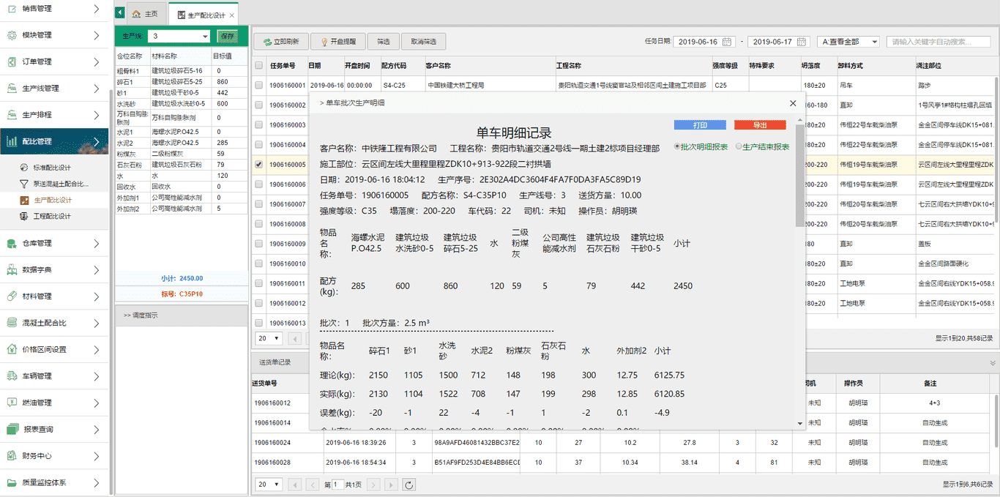 销售管理
模块管理
订单管理
生产线管理
生产排程
配比管理
标准配比设计
泵送混凝土配合比...
生产配比设计
工程配比设计
仓库管理
数据字典
材料管理
混凝土配合比
价格区间设置
车辆管理
燃油管理
报表查询
财务中心
质量监控体系
主页
生产配比设计
生产线: 3 保存
仓位名称 材料名称 目标值
粗骨料1 建筑垃圾碎石5-16 0
碎石1 建筑垃圾碎石5-25 860
砂1 建筑垃圾干砂0-5 442
水洗砂 建筑垃圾水洗砂0-5 600
万科自购膨胀剂 万科自购膨胀剂 0
水泥1 海螺水泥P.O42.5 0
水泥2 海螺水泥P.O42.5 285
粉煤灰 二级粉煤灰 59
石灰石粉 建筑垃圾石灰石粉 79
水 水 120
回收水 回收水 0
外加剂1 公司高性能减水剂 0
外加剂2 公司高性能减水剂 5
小计: 2450.00
标号: C35P10
>> 调度指示
立即刷新 开盘提醒 筛选 取消筛选
任务日期: 2019-06-16 - 2019-06-17 A:查看全部 请输入关键字自动搜索...
任务单号 日期 开盘时间 配方代码 客户名称 工程名称 强度等级 特殊要求 坍落度 卸料方式 浇注部位
1906160001 2019-06-16 00:00:00 S4-C25 中国铁建大桥工程局 贵阳轨道交通1号线窦官站及相邻区间土建施工项目部 C25 180±20 吊车 路步
1906160002 160-180 直卸 1号风亭1#格构柱塌孔回填
1906160003 伟恒22号车载柴油泵 金金区间停车线DK15+081.
1906160004 伟恒22号车载柴油泵 金金区间停车线DK15+081.
1906160005 200-220 伟恒19号车载柴油泵 云区间左线大里程里程ZDK
1906160006 200-220 伟恒19号车载柴油泵 云区间左线大里程里程ZDK
1906160007 200-220 伟恒20号车载柴油泵 七云区间右大拱墙YDK10+9
1906160008 200-220 伟恒20号车载柴油泵 七云区间右大拱墙YDK10+9
1906160009 180 直卸 盖板
1906160010 180±20 直卸 金金区间路面硬化
1906160011 180±20 工地电泵 金金区间右线YDK15+058.9
1906160012 180±20 工地电泵 金金区间右线YDK15+058.9
1906160013
20
显示1到20,共58记录
> 单车批次生产明细
打印 导出
单车明细记录
批次明细报表 生产结束报表
客户名称: 中铁隆工程有限公司 工程名称: 贵阳市轨道交通2号线一期土建2标项目经理部
施工部位: 云区间左线大里程里程ZDK10+913-922段二衬拱墙
日期: 2019-06-16 18:04:12 生产序号: 2E302A4DC3604F4FA7F0DA3FA5C89D19
任务单号: 1906160005 配方名称: S4-C35P10 生产线号: 3 送货方量: 10.00
强度等级: C35 塌落度: 200-220 车代码: 22 司机: 未知 操作员: 胡明瑛
物品名称: 海螺水泥P.O42.5 建筑垃圾水洗砂0-5 建筑垃圾碎石5-25 水 二级粉煤灰 公司高性能减水剂 建筑垃圾石灰石粉 建筑垃圾干砂0-5 小计
配方(kg): 285 600 860 120 59 5 79 442 2450
批次: 1 批次方量: 2.5 m³
物品名称: 碎石1 砂1 水洗砂 水泥2 粉煤灰 石灰石粉 水 外加剂2 小计
理论(kg): 2150 1105 1500 712 148 198 300 12.75 6125.75
实际(kg): 2130 1104 1522 708 147 199 298 12.85 6120.85
误差(kg): -20 -1 22 -4 -1 1 -2 0.1 -4.9
送货单记录
送货单号 司机 操作员 备注
1906160012 未知 胡明瑛 4+3
1906160014 未知 胡明瑛 自动生成
1906160024 2019-06-16 18:39:26 3 98A9AFD46081432BBC37E2 10 27 10.2 27.8 3 32 未知 胡明瑛 自动生成
1906160028 2019-06-16 18:54:34 3 B51AF9FD253D4E84BB6ECD 10 37 10.34 38.14 4 81 未知 胡明瑛 自动生成
20 第 1 共1页
显示1到6,共6记录